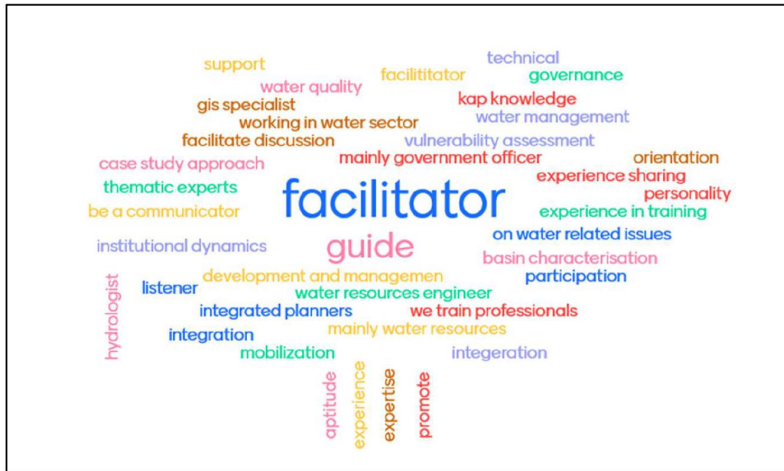 technical
support
facilititator
governance
water quality
kap knowledge
gis specialist
water management
working in water sector
facilitate discussion
vulnerability assessment
mainly government officer
orientation
case study approach
experience sharing
thematic experts
personality
facilitator
be a communicator
experience in training
on water related issues
institutional dynamics
guide
basin characterisation
development and managemen
participation
hydrologist
listener
water resources engineer
integrated planners
we train professionals
mainly water resources
integration
mobilization
integeration
aptitude
experience
expertise
promote